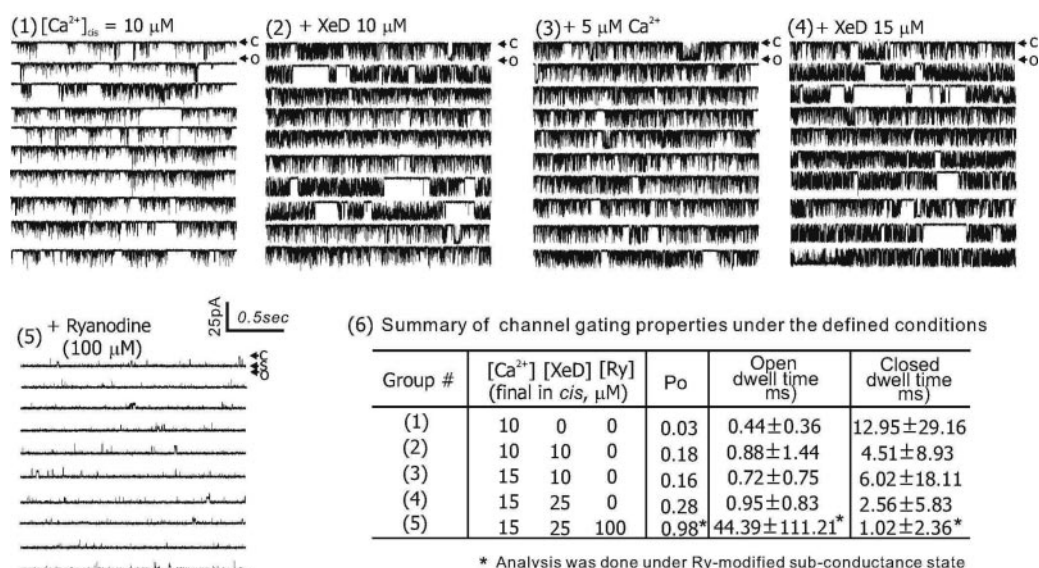 (1) [Ca²⁺]cis = 10 µM
(2) + XeD 10 µM
(3) + 5 µM Ca²⁺
(4) + XeD 15 µM
C
O
C
O
C
O
C
O
(5) + Ryanodine
(100 µM)
25pA
0.5sec
C
S
O
(6) Summary of channel gating properties under the defined conditions
Group # [Ca²⁺] [XeD] [Ry] (final in cis, µM) Po Open dwell time ms) Closed dwell time ms)
(1) 10 0 0 0.03 0.44±0.36 12.95±29.16
(2) 10 10 0 0.18 0.88±1.44 4.51±8.93
(3) 15 10 0 0.16 0.72±0.75 6.02±18.11
(4) 15 25 0 0.28 0.95±0.83 2.56±5.83
(5) 15 25 100 0.98* 44.39±111.21* 1.02±2.36*
* Analysis was done under Ry-modified sub-conductance state